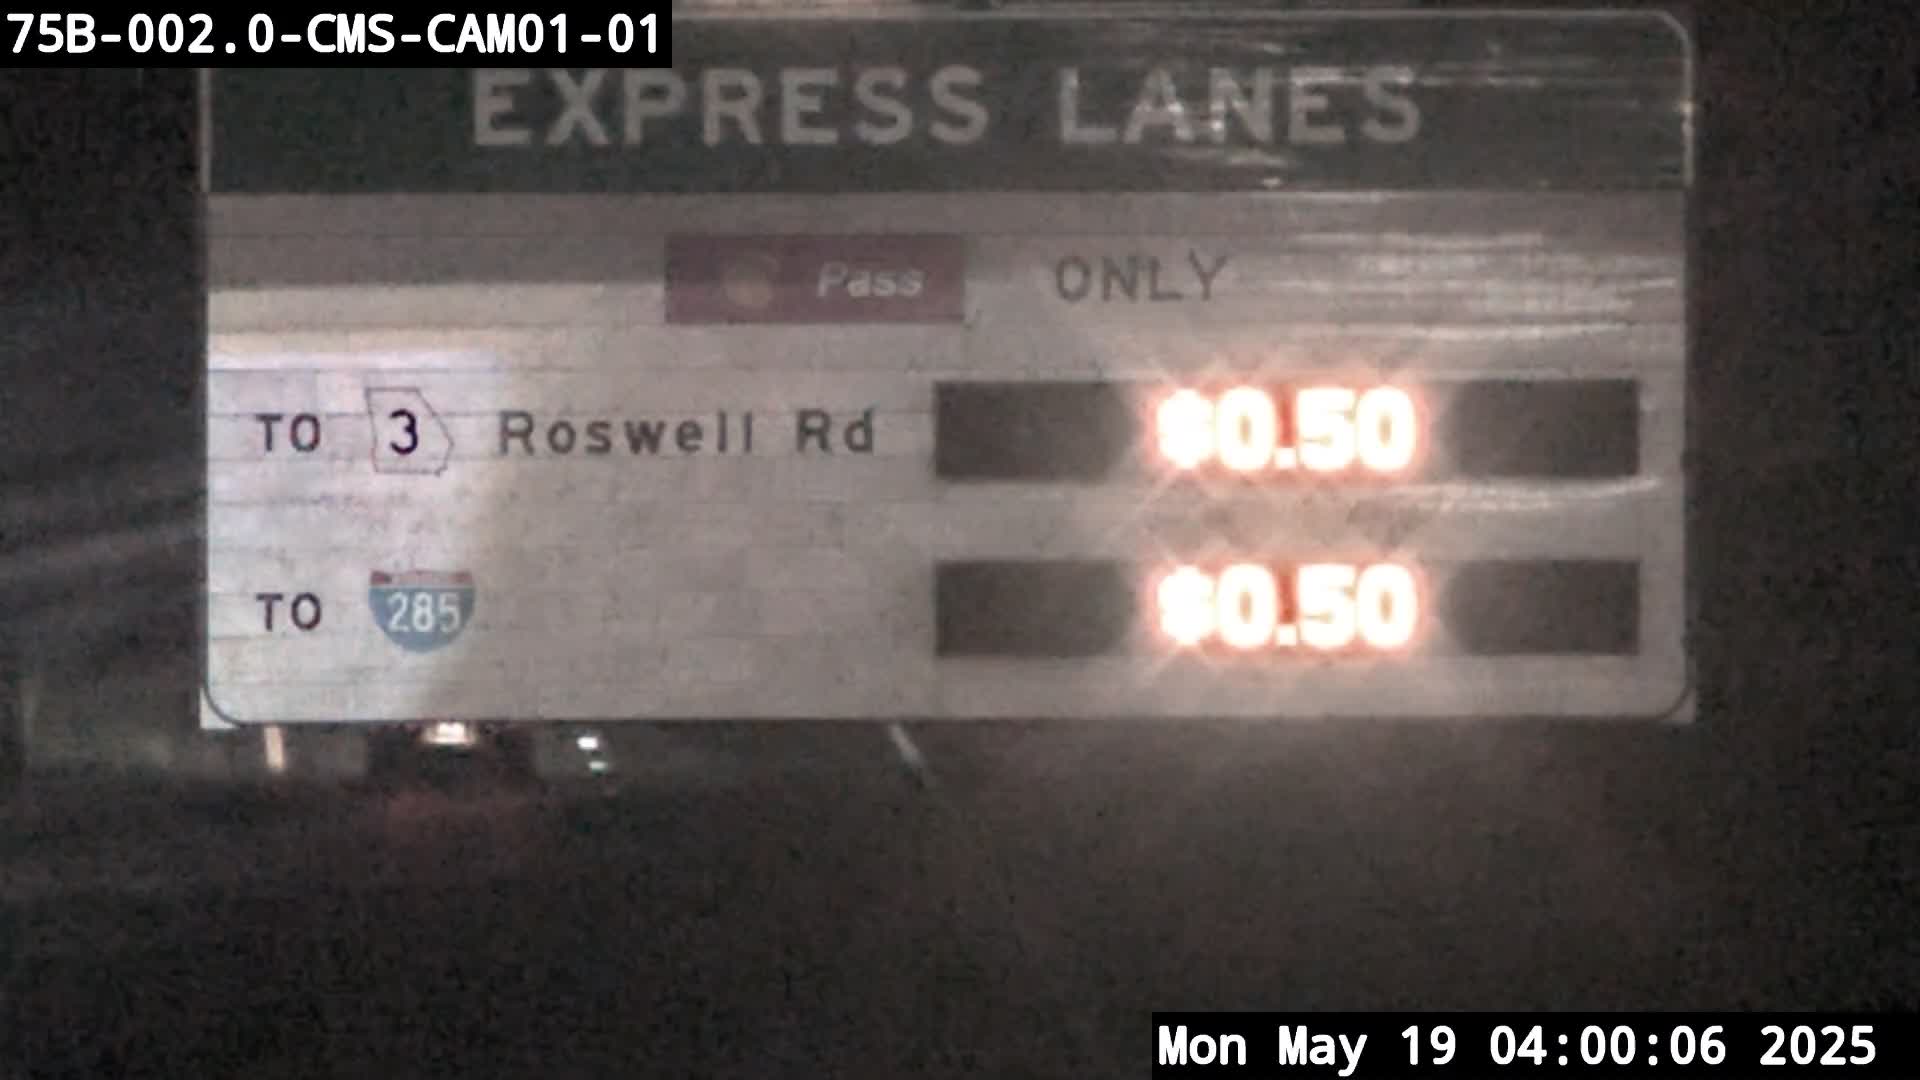 75B-002.0-CMS-CAM01-01
EXPRESS LANES
Pass ONLY
TO 3 Roswell Rd $0.50
TO 285 $0.50
Mon May 19 04:00:06 2025